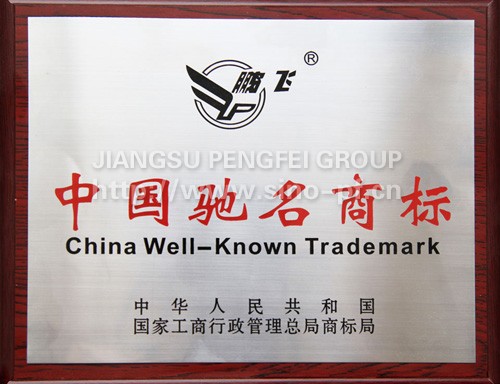 鹏飞®
JIANGSU PENGFEI GROUP
中国驰名商标
China Well-Known Trademark
中华人民共和国
国家工商行政管理总局商标局